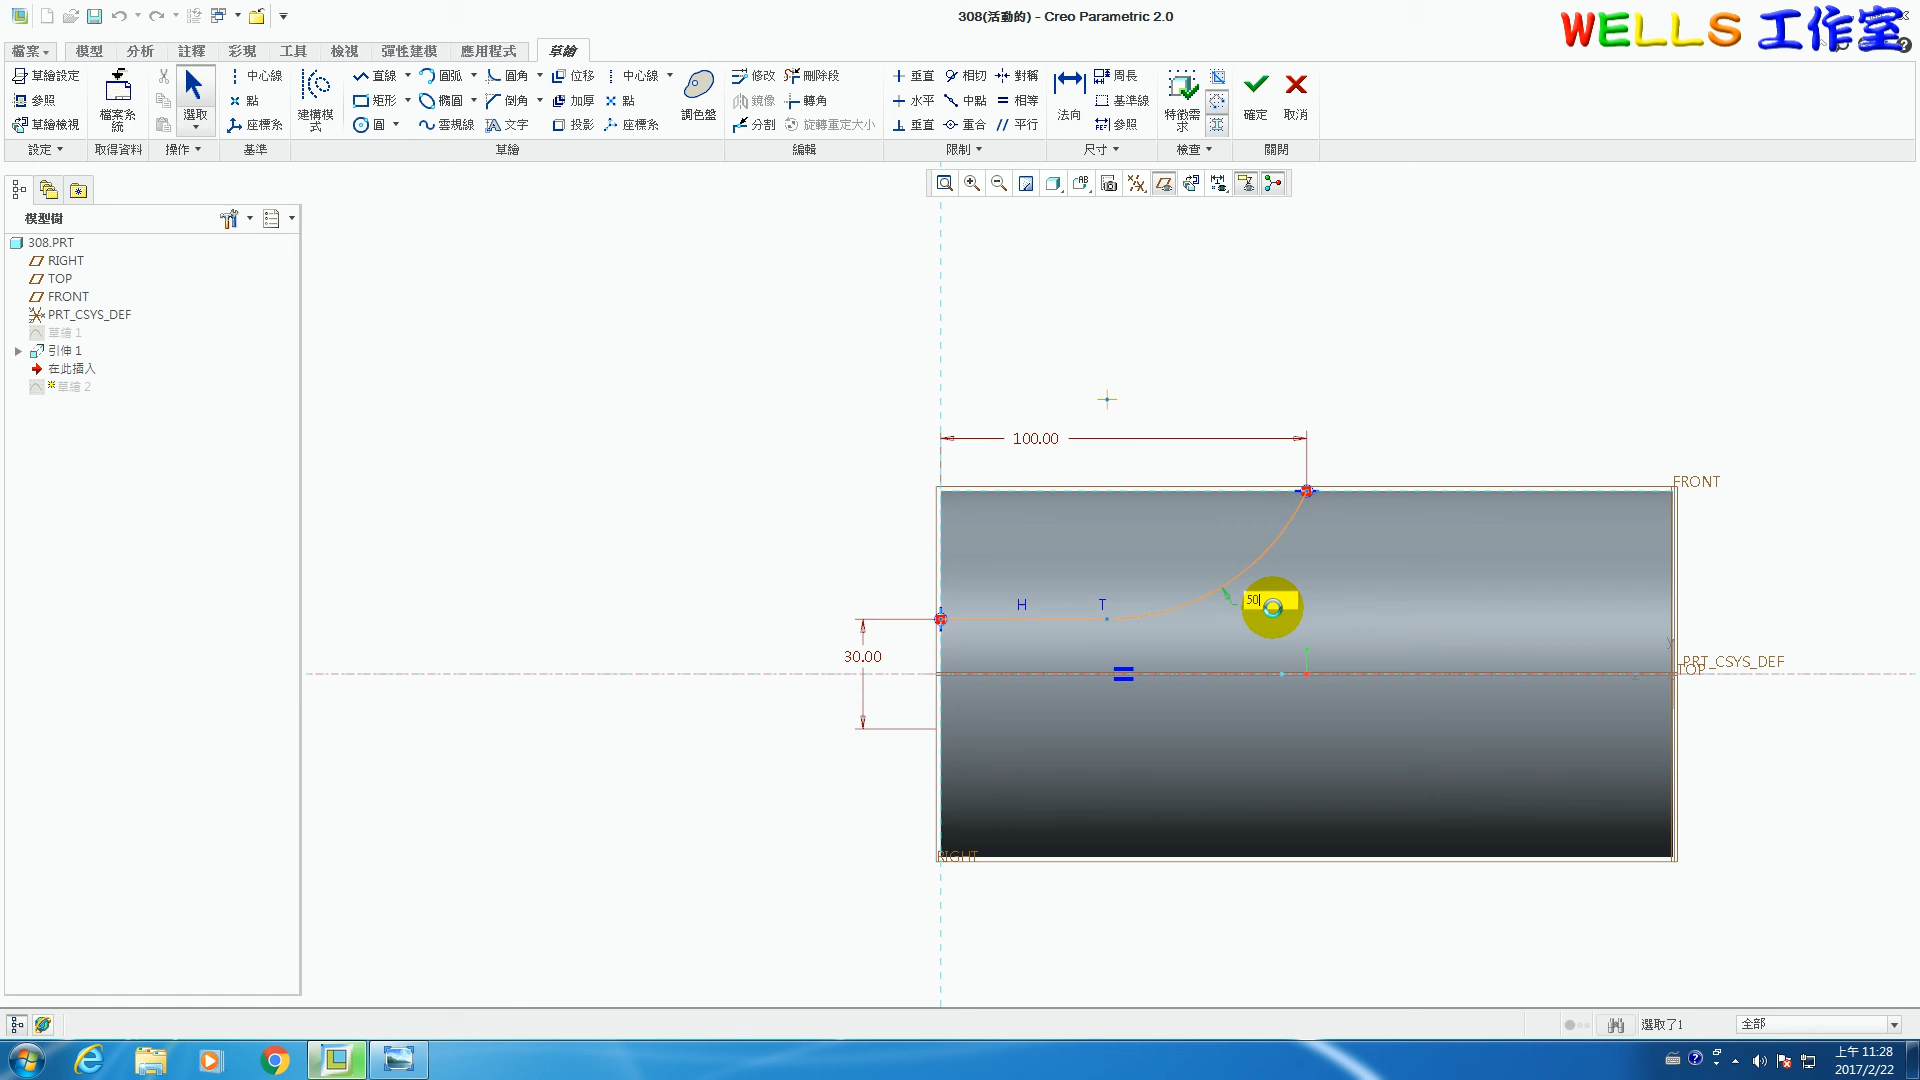 308(活動的) - Creo Parametric 2.0
WELLS 工作室
檔案 模型 分析 註釋 彩現 工具 檢視 彈性建模 應用程式 草繪
草繪設定
參照
草繪檢視
設定
檔案系統
取得資料
選取
操作
中心線
點
座標系
基準
建構模式
直線 圓弧 圓角 位移 中心線
矩形 橢圓 倒角 加厚 點
圓 雲規線 文字 投影 座標系
調色盤
草繪
修改 刪除段
鏡像 轉角
分割 旋轉重定大小
編輯
垂直 相切 對稱
水平 中點 相等
垂直 重合 平行
限制
法向
周長
基準線
參照
尺寸
特徵需求
檢查
確定 取消
關閉
模型樹
308.PRT
RIGHT
TOP
FRONT
PRT_CSYS_DEF
草繪 1
引伸 1
在此插入
草繪 2
100.00
FRONT
H T
50
30.00
PRT_CSYS_DEF
TOP
RIGHT
選取了1
全部
上午 11:28
2017/2/22